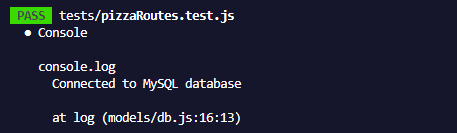 PASS tests/pizzaRoutes.test.js
● Console
console.log
Connected to MySQL database
at log (models/db.js:16:13)